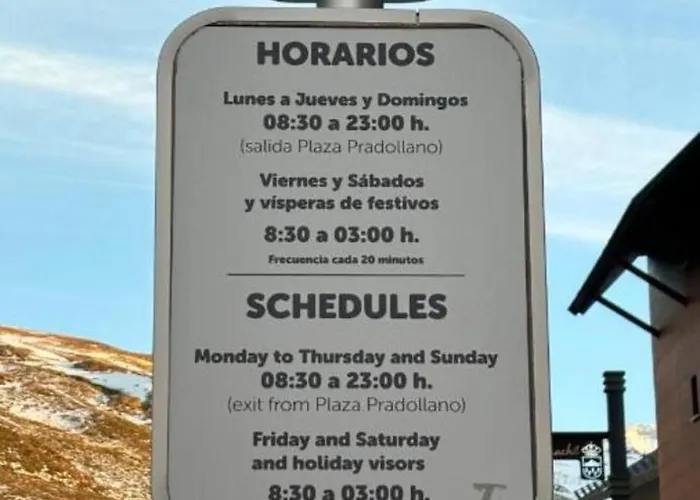 HORARIOS
Lunes a Jueves y Domingos
08:30 a 23:00 h.
(salida Plaza Pradollano)
Viernes y Sábados
y vísperas de festivos
8:30 a 03:00 h.
Frecuencia cada 20 minutos
SCHEDULES
Monday to Thursday and Sunday
08:30 a 23:00 h.
(exit from Plaza Pradollano)
Friday and Saturday
and holiday visors
8:30 a 03:00 h.